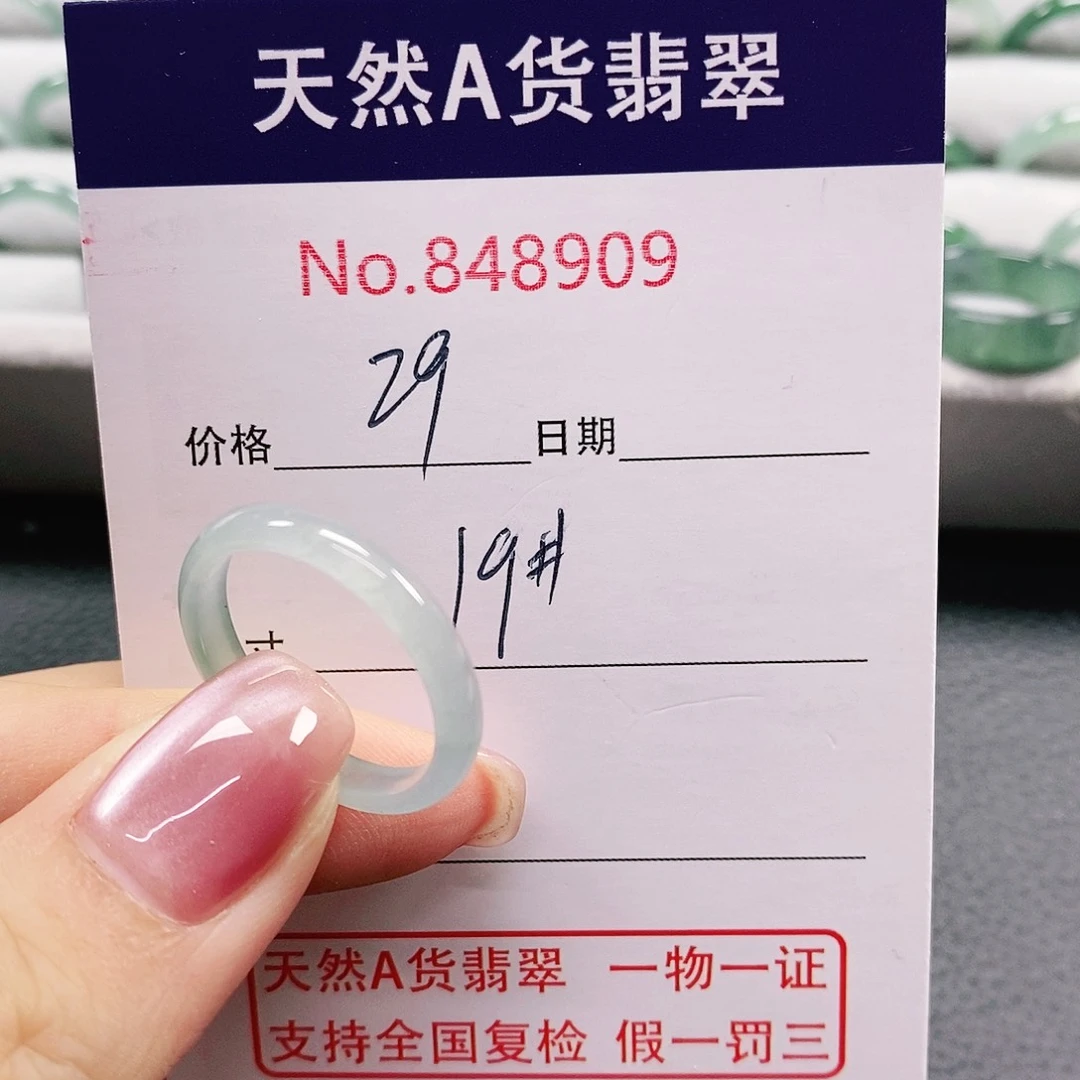 天然A货翡翠
No.848909
价格 29 日期
寸 19#
天然A货翡翠 一物一证
支持全国复检 假一罚三